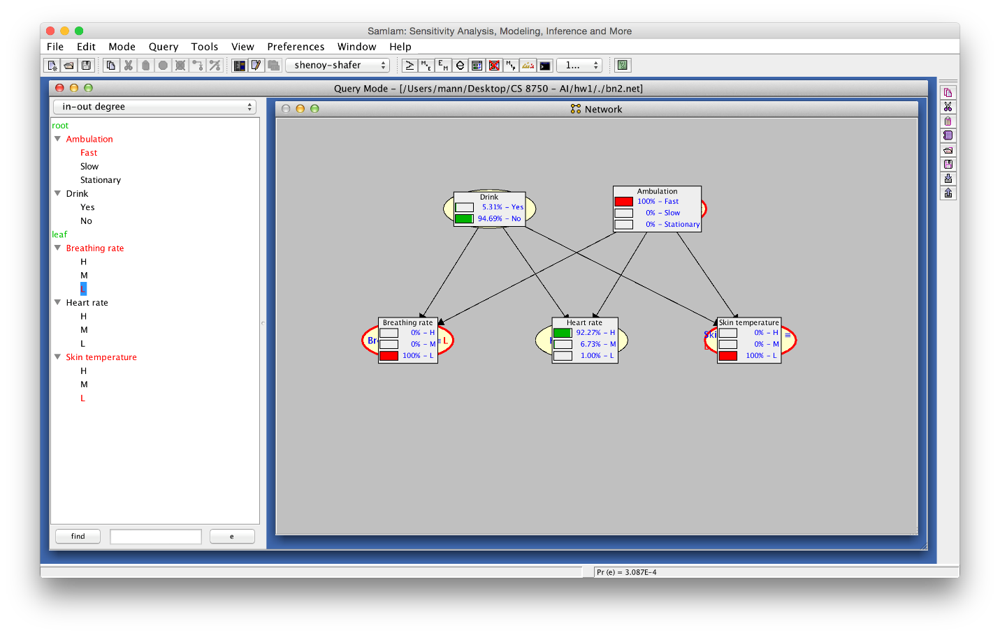 Samlam: Sensitivity Analysis, Modeling, Inference and More
File Edit Mode Query Tools View Preferences Window Help
shenoy-shafer
1...
Query Mode – [/Users/mann/Desktop/CS 8750 – AI/hw1/./bn2.net]
in-out degree
Network
root
Ambulation
Fast
Slow
Stationary
Drink
Yes
No
leaf
Breathing rate
H
M
L
Heart rate
H
M
L
Skin temperature
H
M
L
find
e
Drink
5.31% – Yes
94.69% – No
Ambulation
100% – Fast
0% – Slow
0% – Stationary
Breathing rate
0% – H
0% – M
100% – L
≡ L
Heart rate
92.27% – H
6.73% – M
1.00% – L
Skin temperature
0% – H
0% – M
100% – L
≡
Pr (e) = 3.087E-4